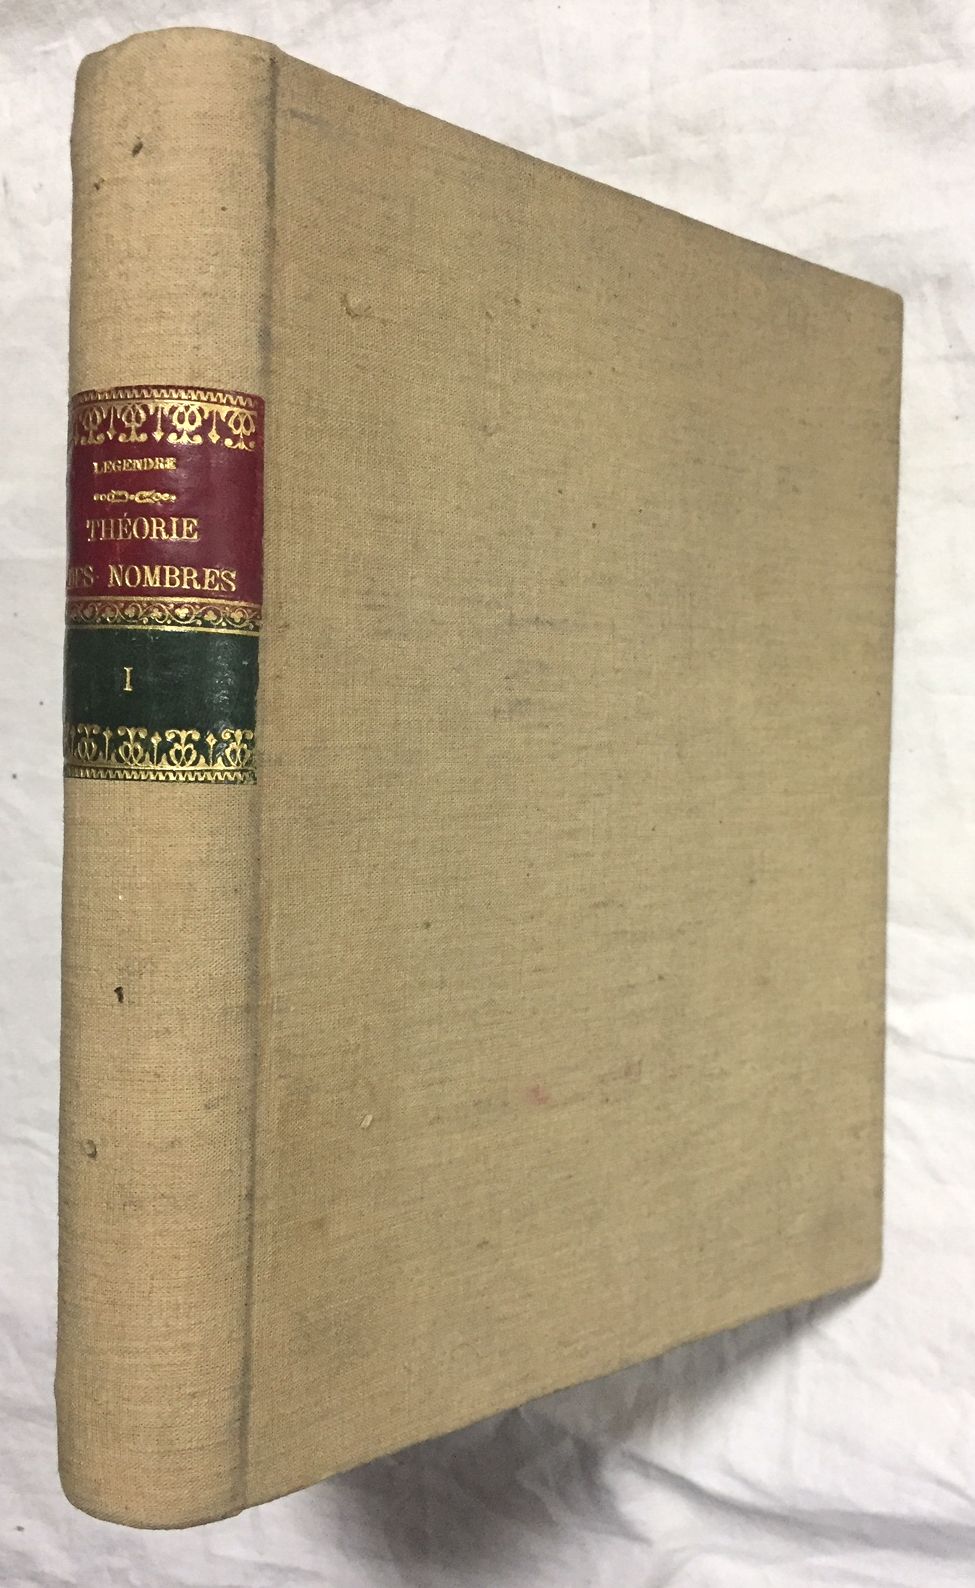 LEGENDRE
THÉORIE
DES NOMBRES
I